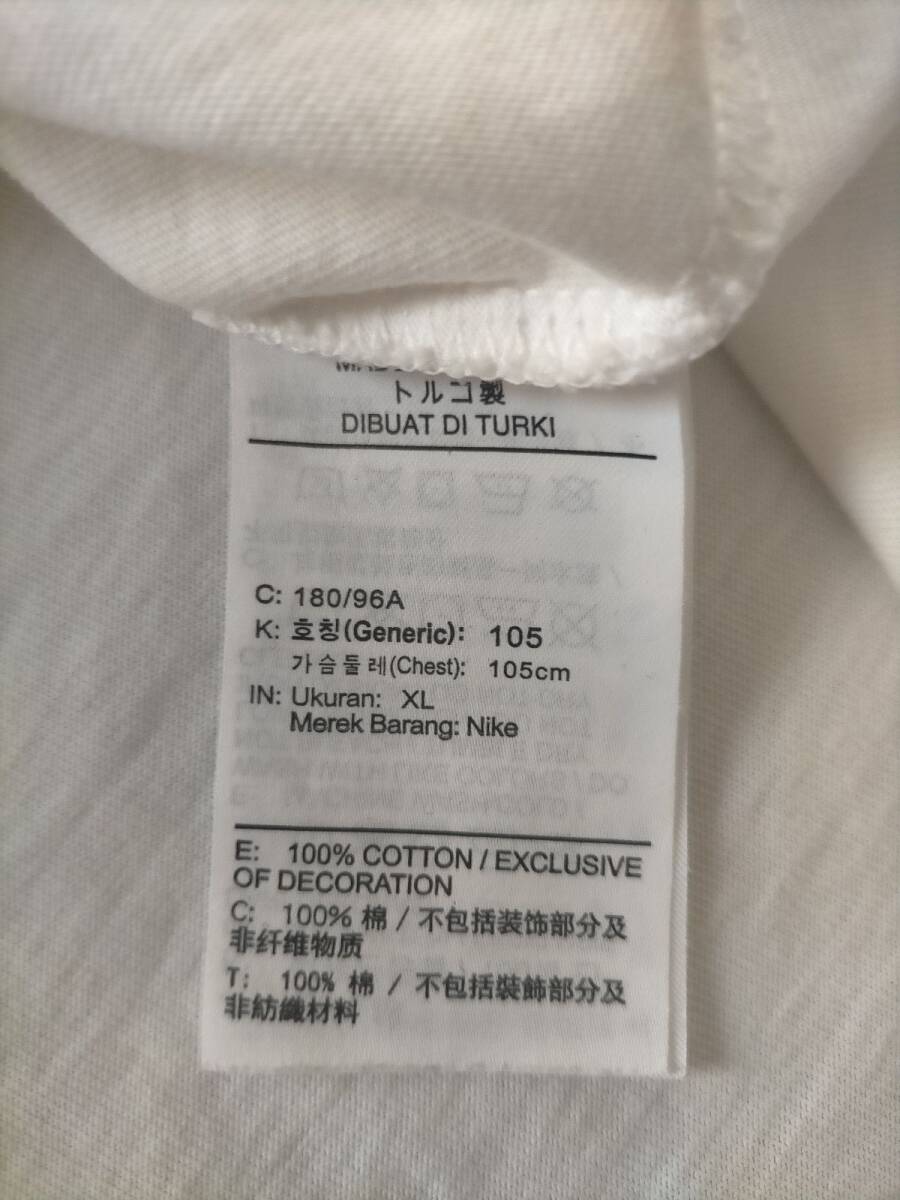 トルコ製
DIBUAT DI TURKI
C: 180/96A
K: 호칭(Generic): 105
가슴둘레(Chest): 105cm
IN: Ukuran: XL
Merek Barang: Nike
E: 100% COTTON / EXCLUSIVE
OF DECORATION
C: 100% 棉 / 不包括装饰部分及
非纤维物质
T: 100% 棉 / 不包括裝飾部分及
非紡織材料